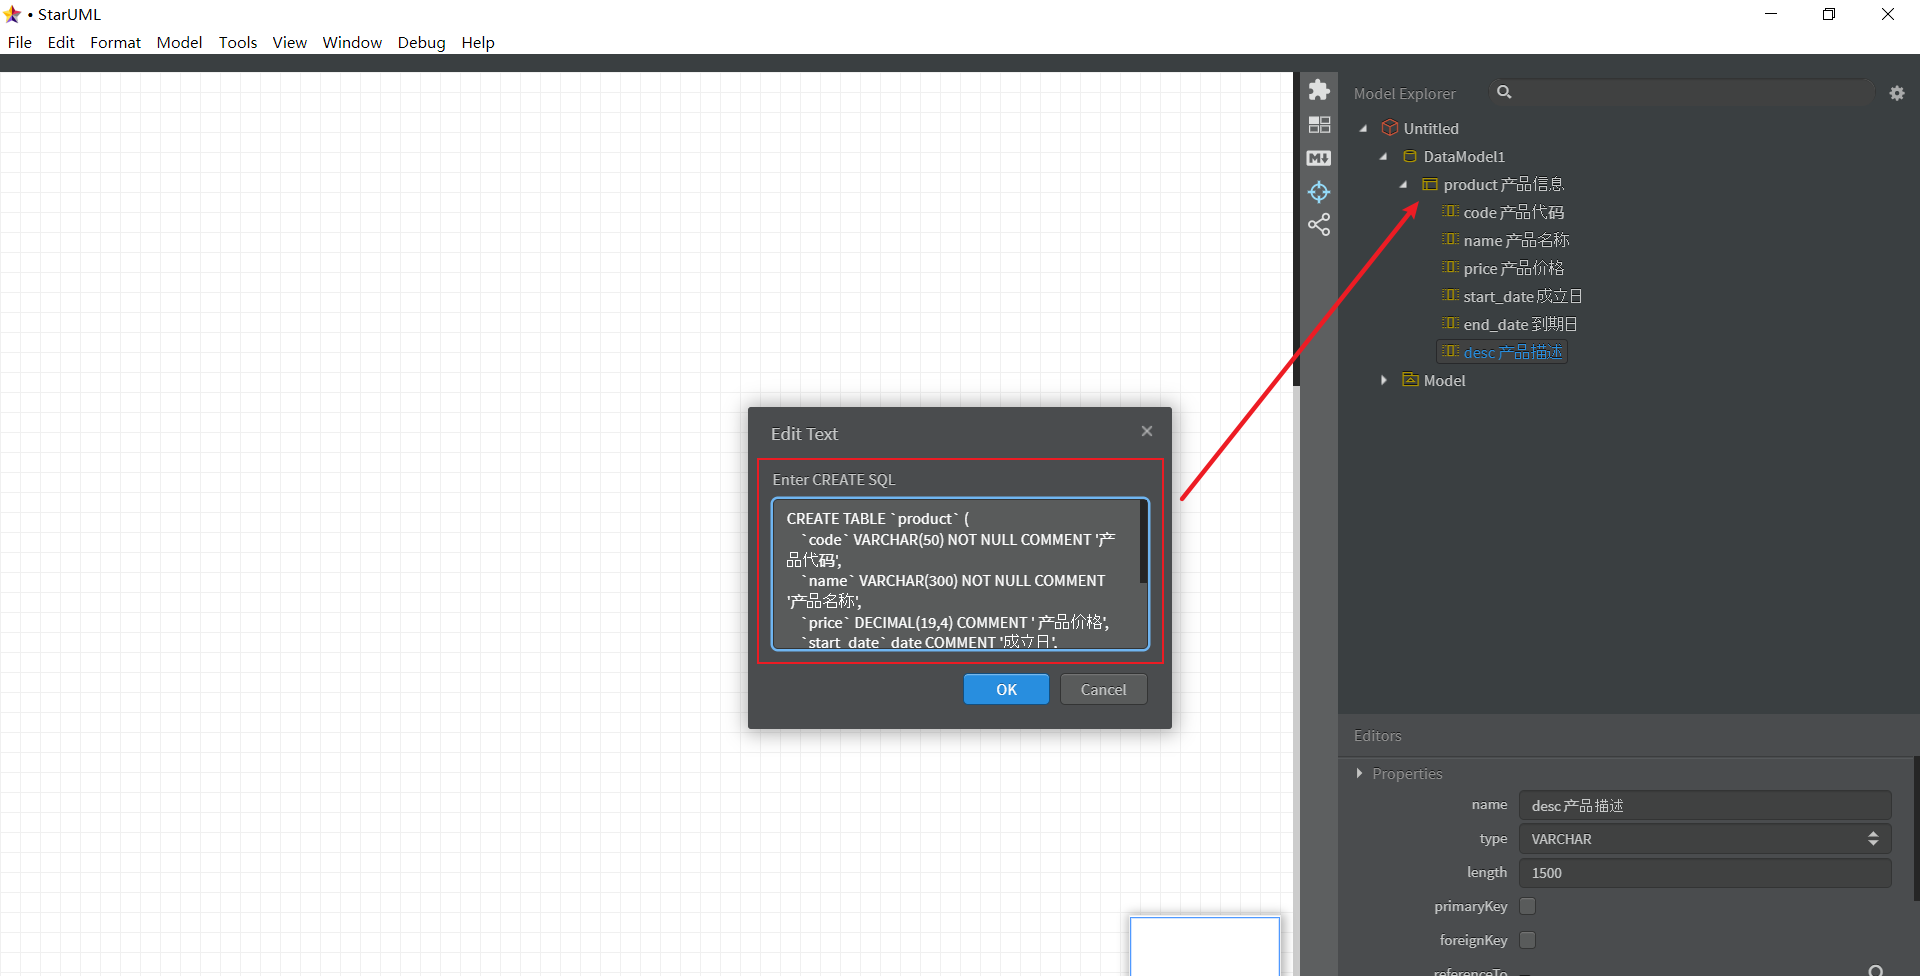 • StarUML
File Edit Format Model Tools View Window Debug Help
Model Explorer
Untitled
DataModel1
product 产品信息
code 产品代码
name 产品名称
price 产品价格
start_date 成立日
end_date 到期日
desc 产品描述
Model
Edit Text
Enter CREATE SQL
CREATE TABLE `product` (
`code` VARCHAR(50) NOT NULL COMMENT '产
品代码',
`name` VARCHAR(300) NOT NULL COMMENT
'产品名称',
`price` DECIMAL(19,4) COMMENT ' 产品价格',
`start_date` date COMMENT '成立日',
OK
Cancel
Editors
Properties
name desc 产品描述
type VARCHAR
length 1500
primaryKey
foreignKey
referenceTo